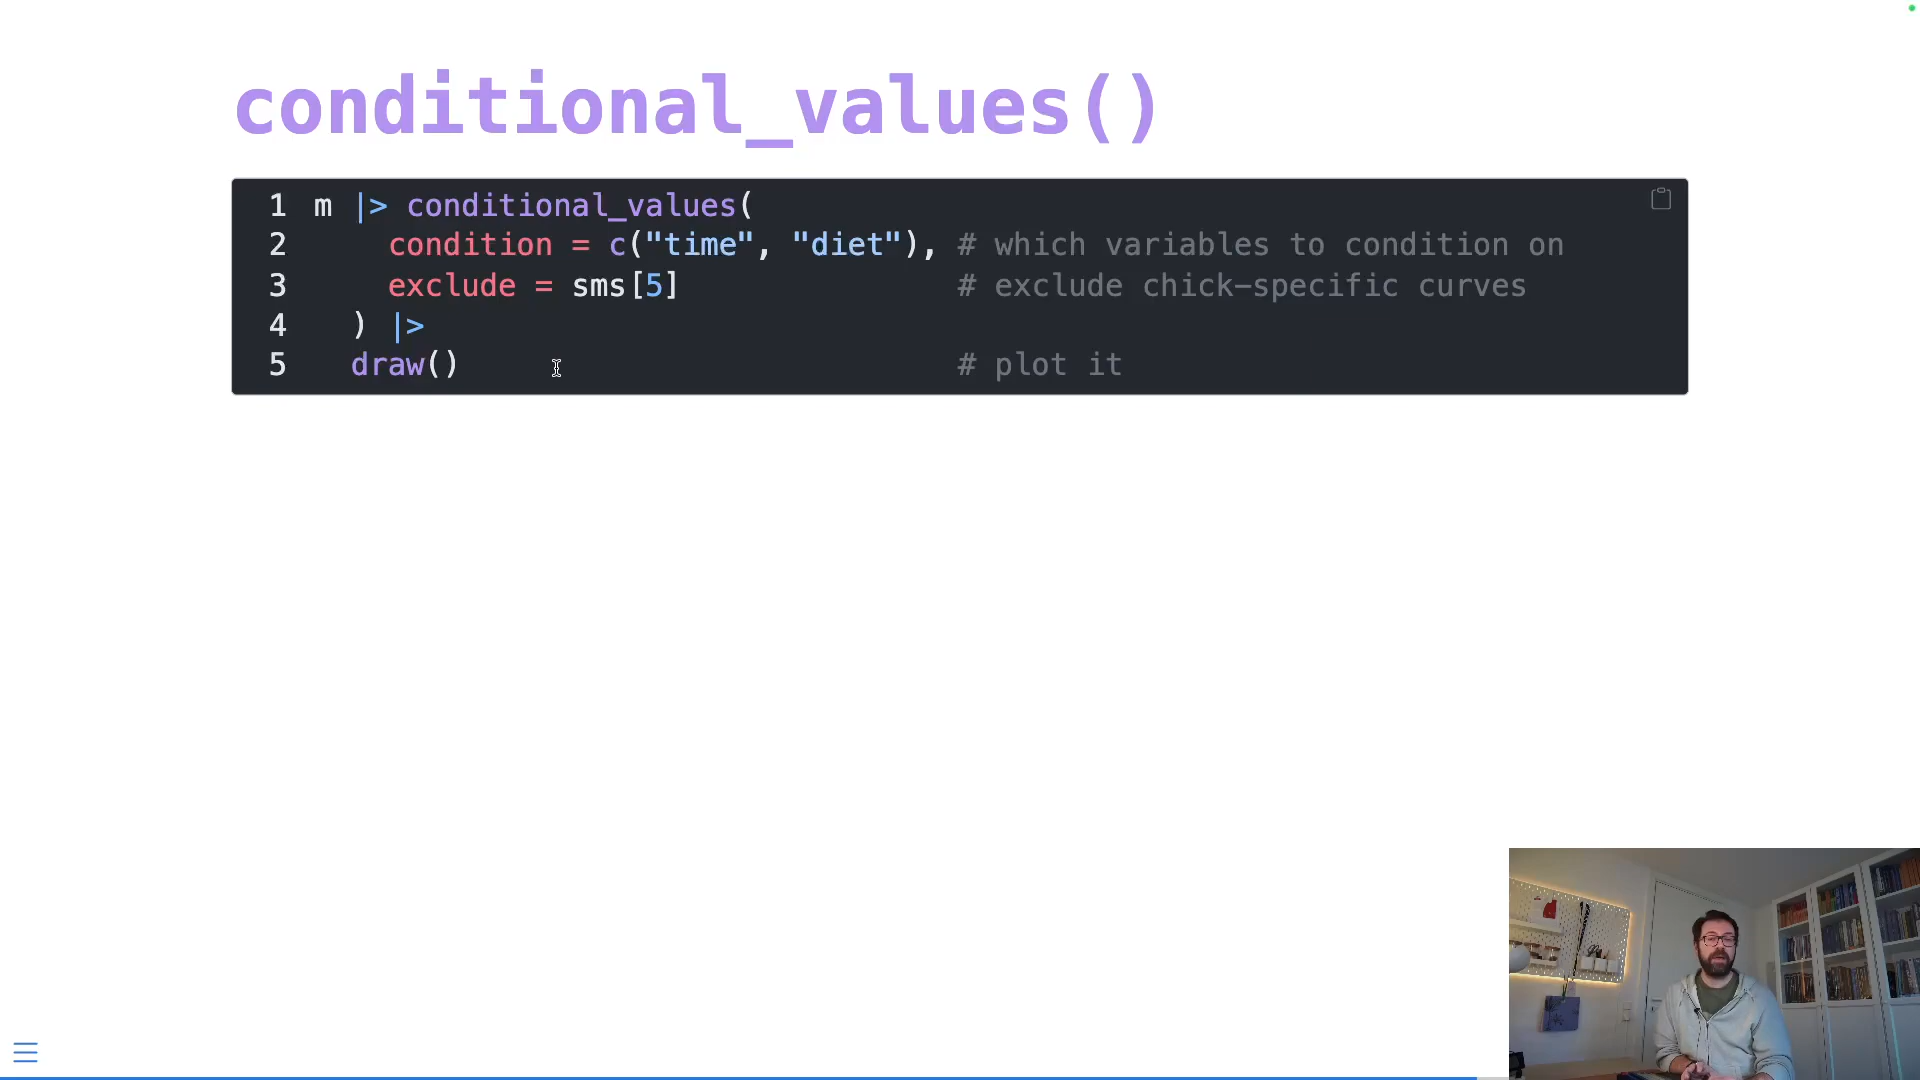 conditional_values()
1 m |> conditional_values(
2 condition = c("time", "diet"), # which variables to condition on
3 exclude = sms[5] # exclude chick-specific curves
4 ) |>
5 draw() # plot it